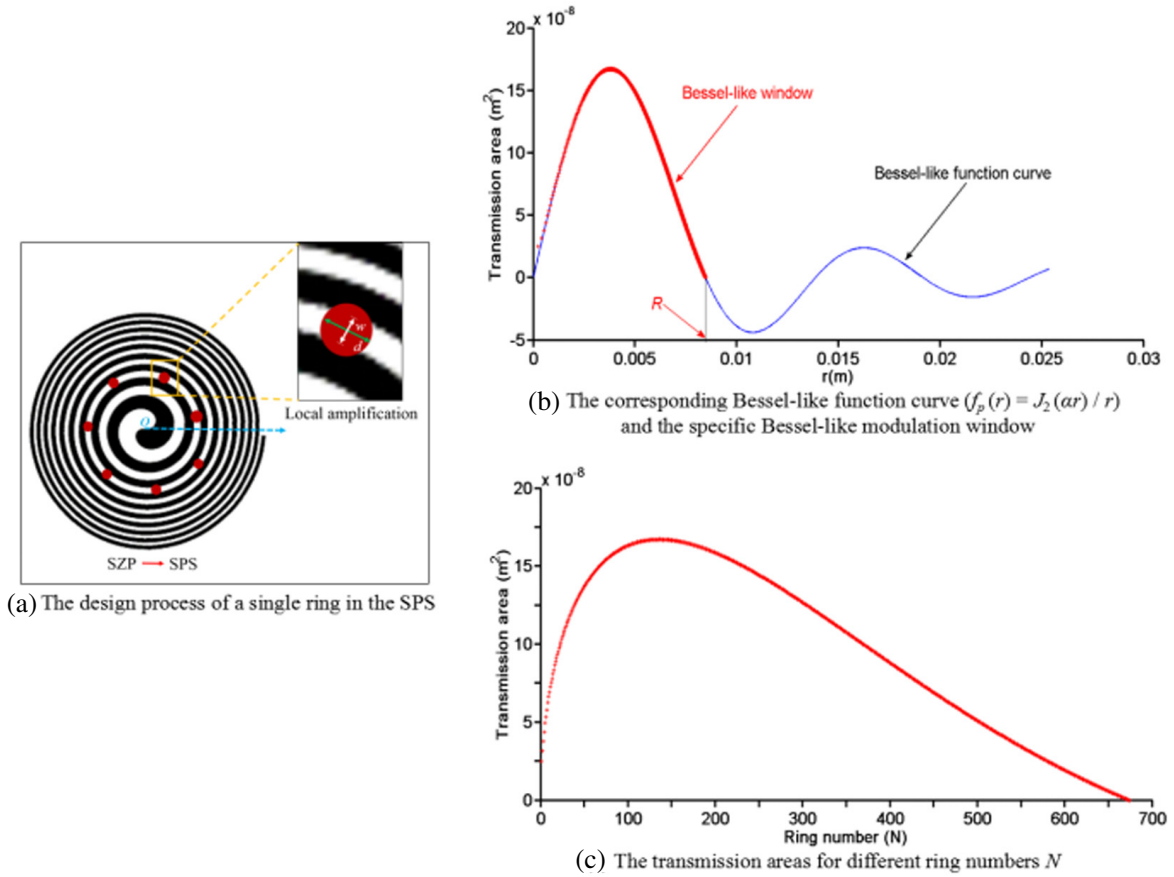 w
d
Local amplification
o
SZP → SPS
(a) The design process of a single ring in the SPS
20 x 10⁻⁸
15
10
5
0
-5
Transmission area (m²)
Bessel-like window
Bessel-like function curve
R
0 0.005 0.01 0.015 0.02 0.025 0.03
r(m)
(b) The corresponding Bessel-like function curve (fₚ(r) = J₂(αr) / r)
and the specific Bessel-like modulation window
20 x 10⁻⁸
15
10
5
0
Transmission area (m²)
0 100 200 300 400 500 600 700
Ring number (N)
(c) The transmission areas for different ring numbers N